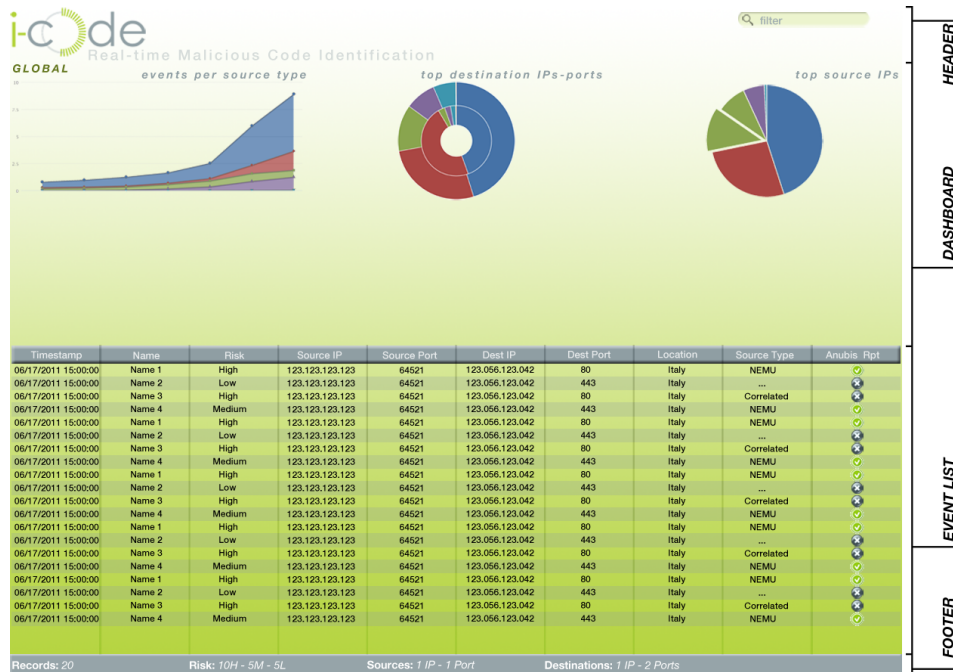 i-code
Real-time Malicious Code Identification
filter
HEADER
GLOBAL
events per source type
top destination IPs-ports
top source IPs
10
7.5
2.5
0
DASHBOARD
Timestamp Name Risk Source IP Source Port Dest IP Dest Port Location Source Type Anubis Rpt
06/17/2011 15:00:00 Name 1 High 123.123.123.123 64521 123.056.123.042 80 Italy NEMU
06/17/2011 15:00:00 Name 2 Low 123.123.123.123 64521 123.056.123.042 443 Italy ...
06/17/2011 15:00:00 Name 3 High 123.123.123.123 64521 123.056.123.042 80 Italy Correlated
06/17/2011 15:00:00 Name 4 Medium 123.123.123.123 64521 123.056.123.042 443 Italy NEMU
06/17/2011 15:00:00 Name 1 High 123.123.123.123 64521 123.056.123.042 80 Italy NEMU
06/17/2011 15:00:00 Name 2 Low 123.123.123.123 64521 123.056.123.042 443 Italy ...
06/17/2011 15:00:00 Name 3 High 123.123.123.123 64521 123.056.123.042 80 Italy Correlated
06/17/2011 15:00:00 Name 4 Medium 123.123.123.123 64521 123.056.123.042 443 Italy NEMU
06/17/2011 15:00:00 Name 1 High 123.123.123.123 64521 123.056.123.042 80 Italy NEMU
06/17/2011 15:00:00 Name 2 Low 123.123.123.123 64521 123.056.123.042 443 Italy ...
06/17/2011 15:00:00 Name 3 High 123.123.123.123 64521 123.056.123.042 80 Italy Correlated
06/17/2011 15:00:00 Name 4 Medium 123.123.123.123 64521 123.056.123.042 443 Italy NEMU
06/17/2011 15:00:00 Name 1 High 123.123.123.123 64521 123.056.123.042 80 Italy NEMU
06/17/2011 15:00:00 Name 2 Low 123.123.123.123 64521 123.056.123.042 443 Italy ...
06/17/2011 15:00:00 Name 3 High 123.123.123.123 64521 123.056.123.042 80 Italy Correlated
06/17/2011 15:00:00 Name 4 Medium 123.123.123.123 64521 123.056.123.042 443 Italy NEMU
06/17/2011 15:00:00 Name 1 High 123.123.123.123 64521 123.056.123.042 80 Italy NEMU
06/17/2011 15:00:00 Name 2 Low 123.123.123.123 64521 123.056.123.042 443 Italy ...
06/17/2011 15:00:00 Name 3 High 123.123.123.123 64521 123.056.123.042 80 Italy Correlated
06/17/2011 15:00:00 Name 4 Medium 123.123.123.123 64521 123.056.123.042 443 Italy NEMU
EVENT LIST
Records: 20 Risk: 10H - 5M - 5L Sources: 1 IP - 1 Port Destinations: 1 IP - 2 Ports
FOOTER